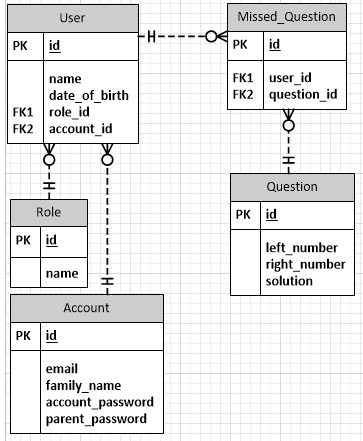 User
PK id
name
date_of_birth
FK1 role_id
FK2 account_id
Missed_Question
PK id
FK1 user_id
FK2 question_id
Role
PK id
name
Question
PK id
left_number
right_number
solution
Account
PK id
email
family_name
account_password
parent_password